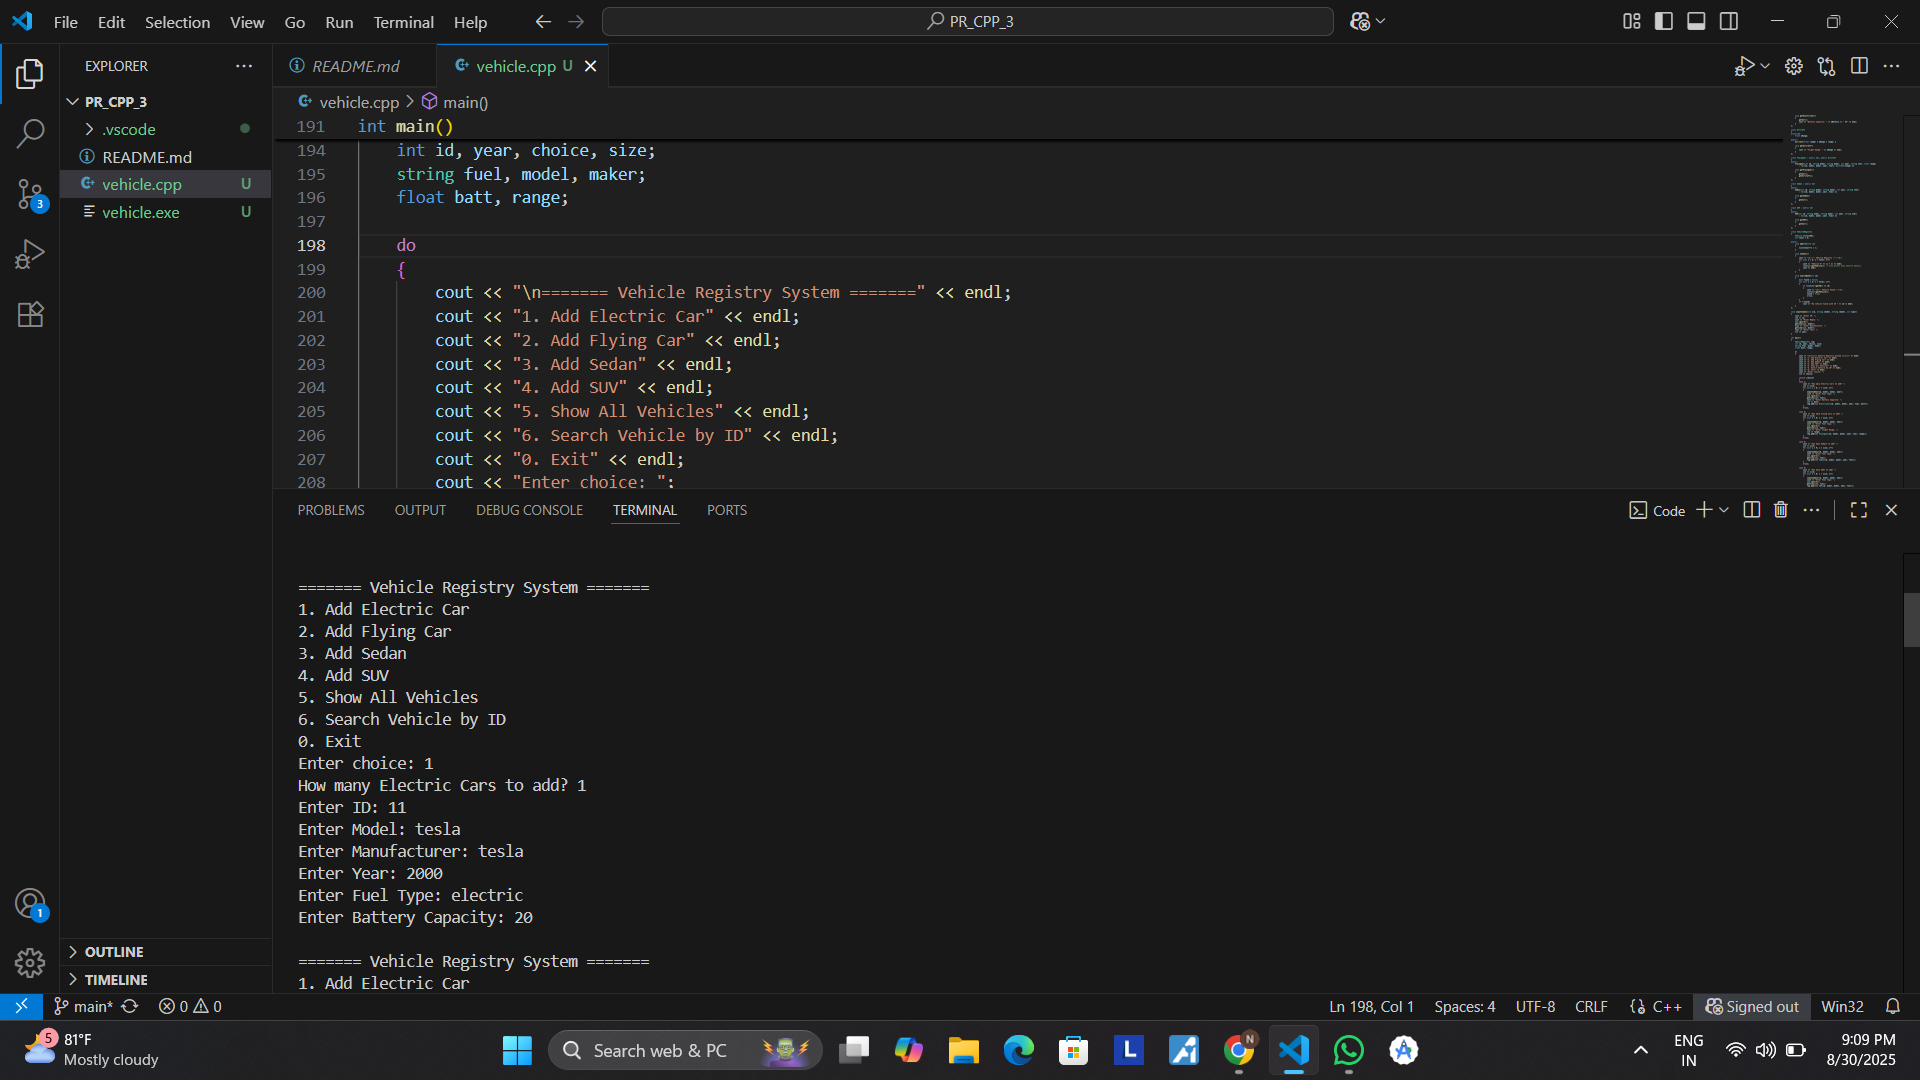 File Edit Selection View Go Run Terminal Help
PR_CPP_3
EXPLORER
PR_CPP_3
.vscode
README.md
vehicle.cpp U
vehicle.exe U
OUTLINE
TIMELINE
3
1
README.md
vehicle.cpp U
vehicle.cpp > main()
191 int main()
194 int id, year, choice, size;
195 string fuel, model, maker;
196 float batt, range;
197
198 do
199 {
200 cout << "\n======= Vehicle Registry System =======" << endl;
201 cout << "1. Add Electric Car" << endl;
202 cout << "2. Add Flying Car" << endl;
203 cout << "3. Add Sedan" << endl;
204 cout << "4. Add SUV" << endl;
205 cout << "5. Show All Vehicles" << endl;
206 cout << "6. Search Vehicle by ID" << endl;
207 cout << "0. Exit" << endl;
208 cout << "Enter choice: ";
PROBLEMS OUTPUT DEBUG CONSOLE TERMINAL PORTS
Code
======= Vehicle Registry System =======
1. Add Electric Car
2. Add Flying Car
3. Add Sedan
4. Add SUV
5. Show All Vehicles
6. Search Vehicle by ID
0. Exit
Enter choice: 1
How many Electric Cars to add? 1
Enter ID: 11
Enter Model: tesla
Enter Manufacturer: tesla
Enter Year: 2000
Enter Fuel Type: electric
Enter Battery Capacity: 20
======= Vehicle Registry System =======
1. Add Electric Car
main* 0 0
Ln 198, Col 1 Spaces: 4 UTF-8 CRLF {} C++ Signed out Win32
5
81°F
Mostly cloudy
Search web & PC
L
N
ENG
IN
9:09 PM
8/30/2025